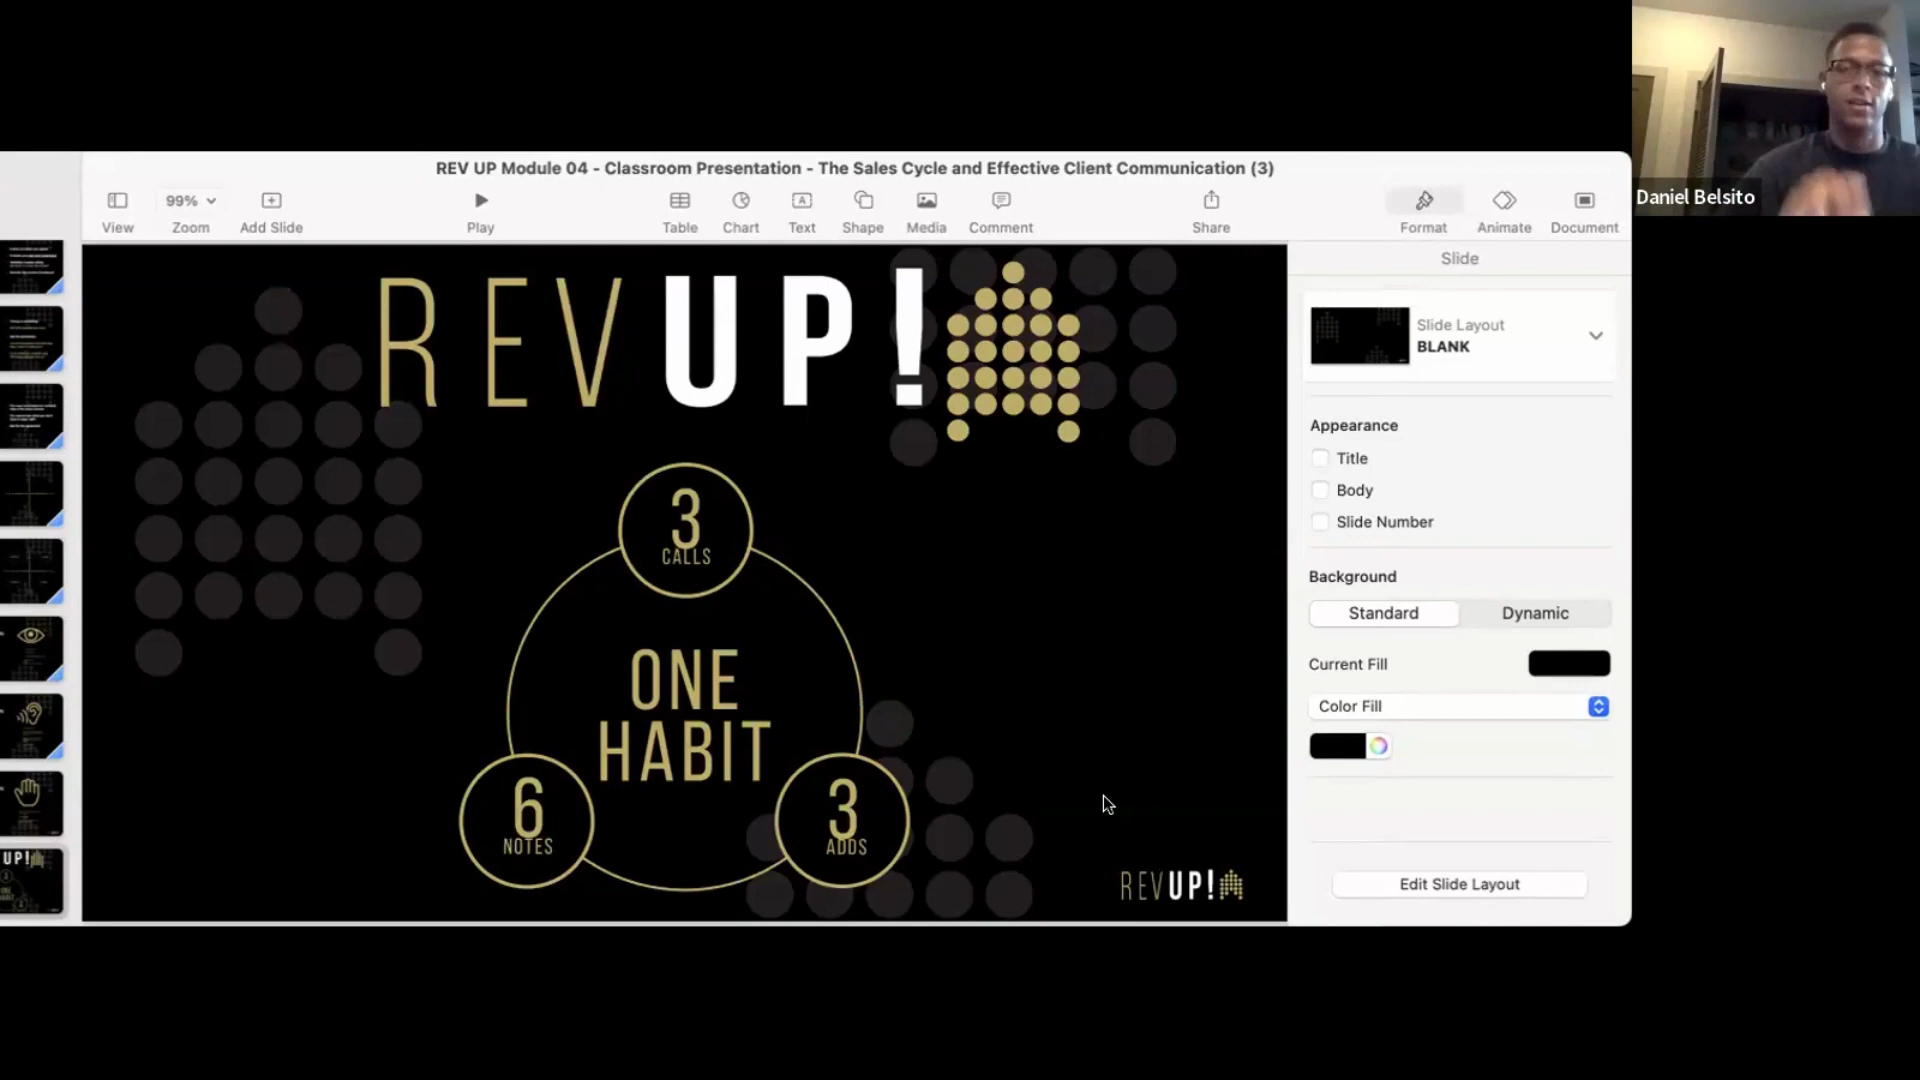 REV UP Module 04 - Classroom Presentation - The Sales Cycle and Effective Client Communication (3)
99%
View
Zoom
Add Slide
Play
Table
Chart
Text
Shape
Media
Comment
Share
Format
Animate
Document
Daniel Belsito
REVUP!
3
CALLS
ONE
HABIT
6
NOTES
3
ADDS
REVUP!
UP!
Slide
Slide Layout
BLANK
Appearance
Title
Body
Slide Number
Background
Standard
Dynamic
Current Fill
Color Fill
Edit Slide Layout